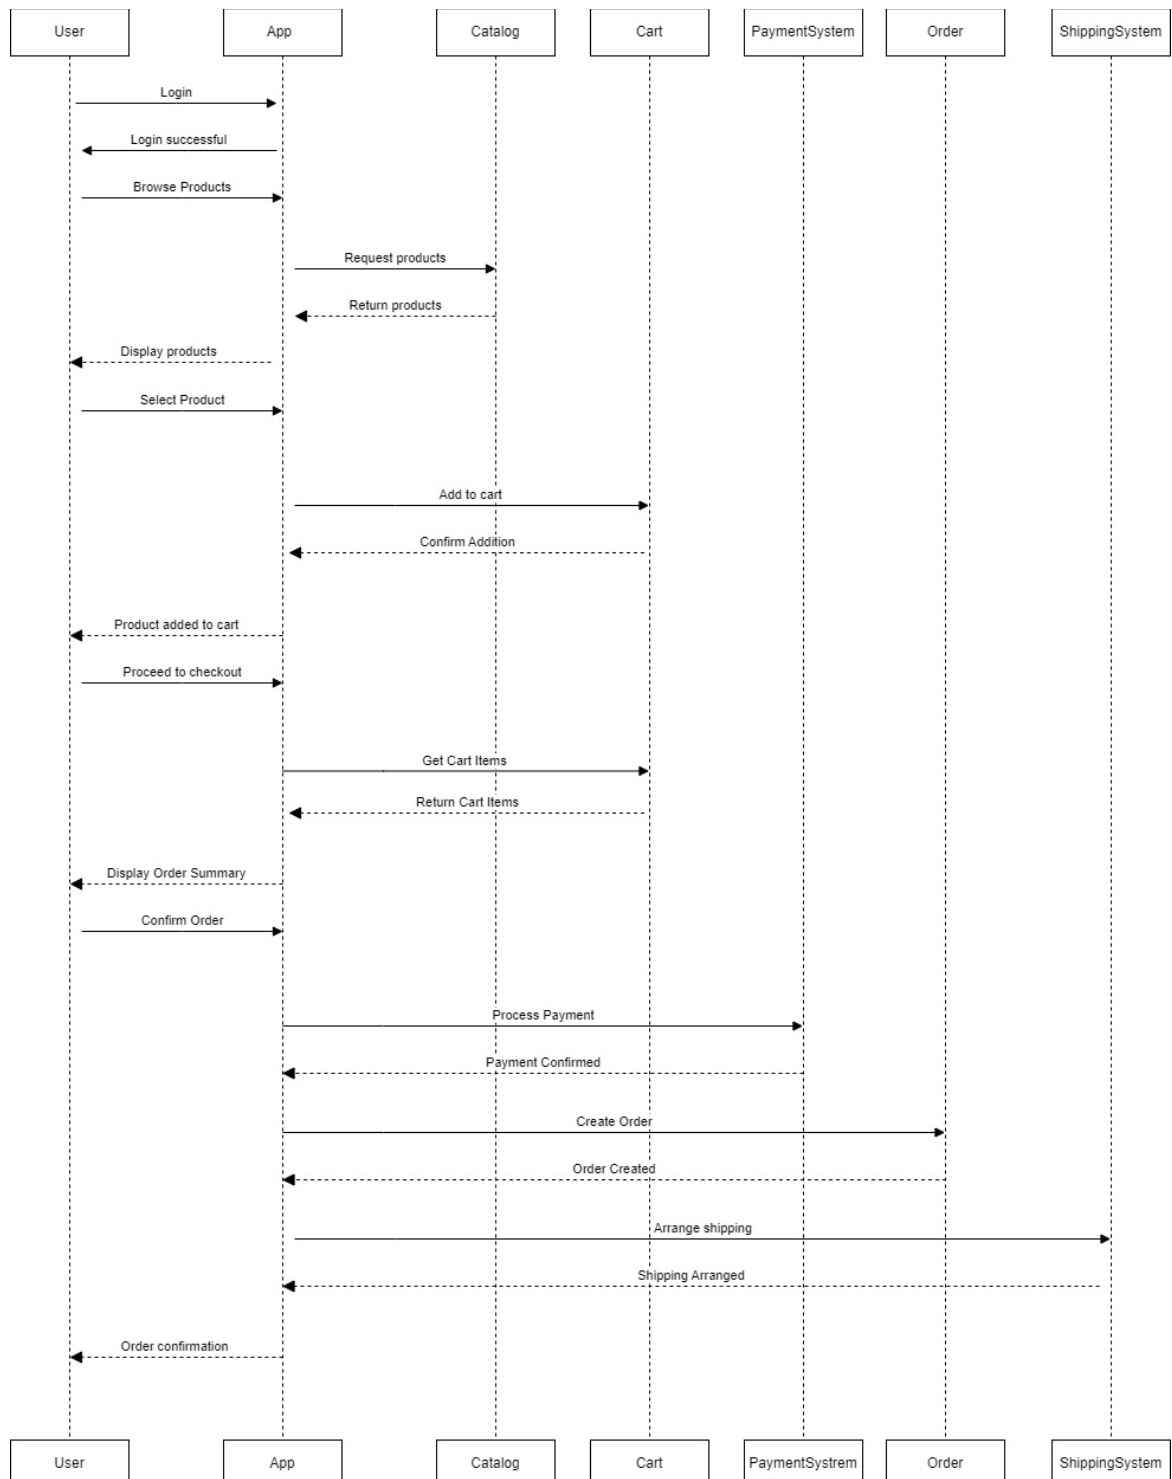 User
App
Catalog
Cart
PaymentSystem
Order
ShippingSystem
Login
Login successful
Browse Products
Request products
Return products
Display products
Select Product
Add to cart
Confirm Addition
Product added to cart
Proceed to checkout
Get Cart Items
Return Cart Items
Display Order Summary
Confirm Order
Process Payment
Payment Confirmed
Create Order
Order Created
Arrange shipping
Shipping Arranged
Order confirmation
User
App
Catalog
Cart
PaymentSystrem
Order
ShippingSystem